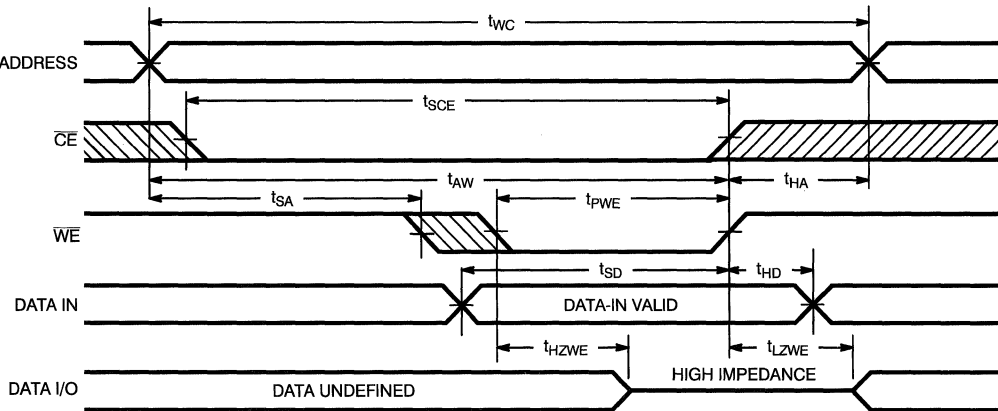 tWC
ADDRESS
tSCE
CE
tAW
tHA
tSA
tPWE
WE
tSD
tHD
DATA IN
DATA-IN VALID
tHZWE
tLZWE
HIGH IMPEDANCE
DATA I/O
DATA UNDEFINED